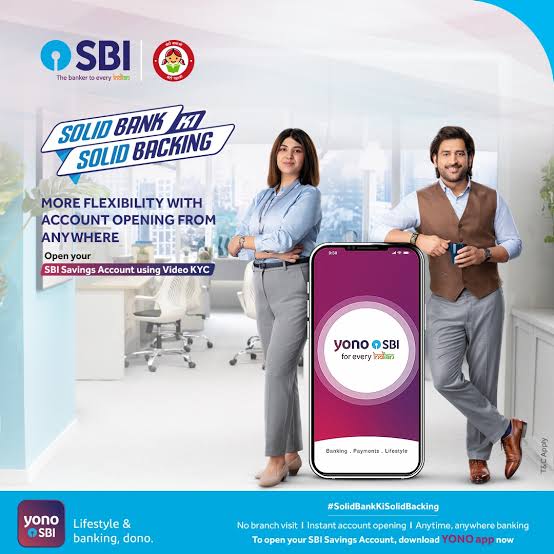 SBI
The banker to every indian
SOLID BANK KI
SOLID BACKING
MORE FLEXIBILITY WITH
ACCOUNT OPENING FROM
ANYWHERE
Open your
SBI Savings Account using Video KYC
9:50
yono SBI
for every indian
Banking . Payments . Lifestyle
T&C Apply
yono
SBI
Lifestyle &
banking, dono.
#SolidBankKiSolidBacking
No branch visit I Instant account opening I Anytime, anywhere banking
To open your SBI Savings Account, download YONO app now